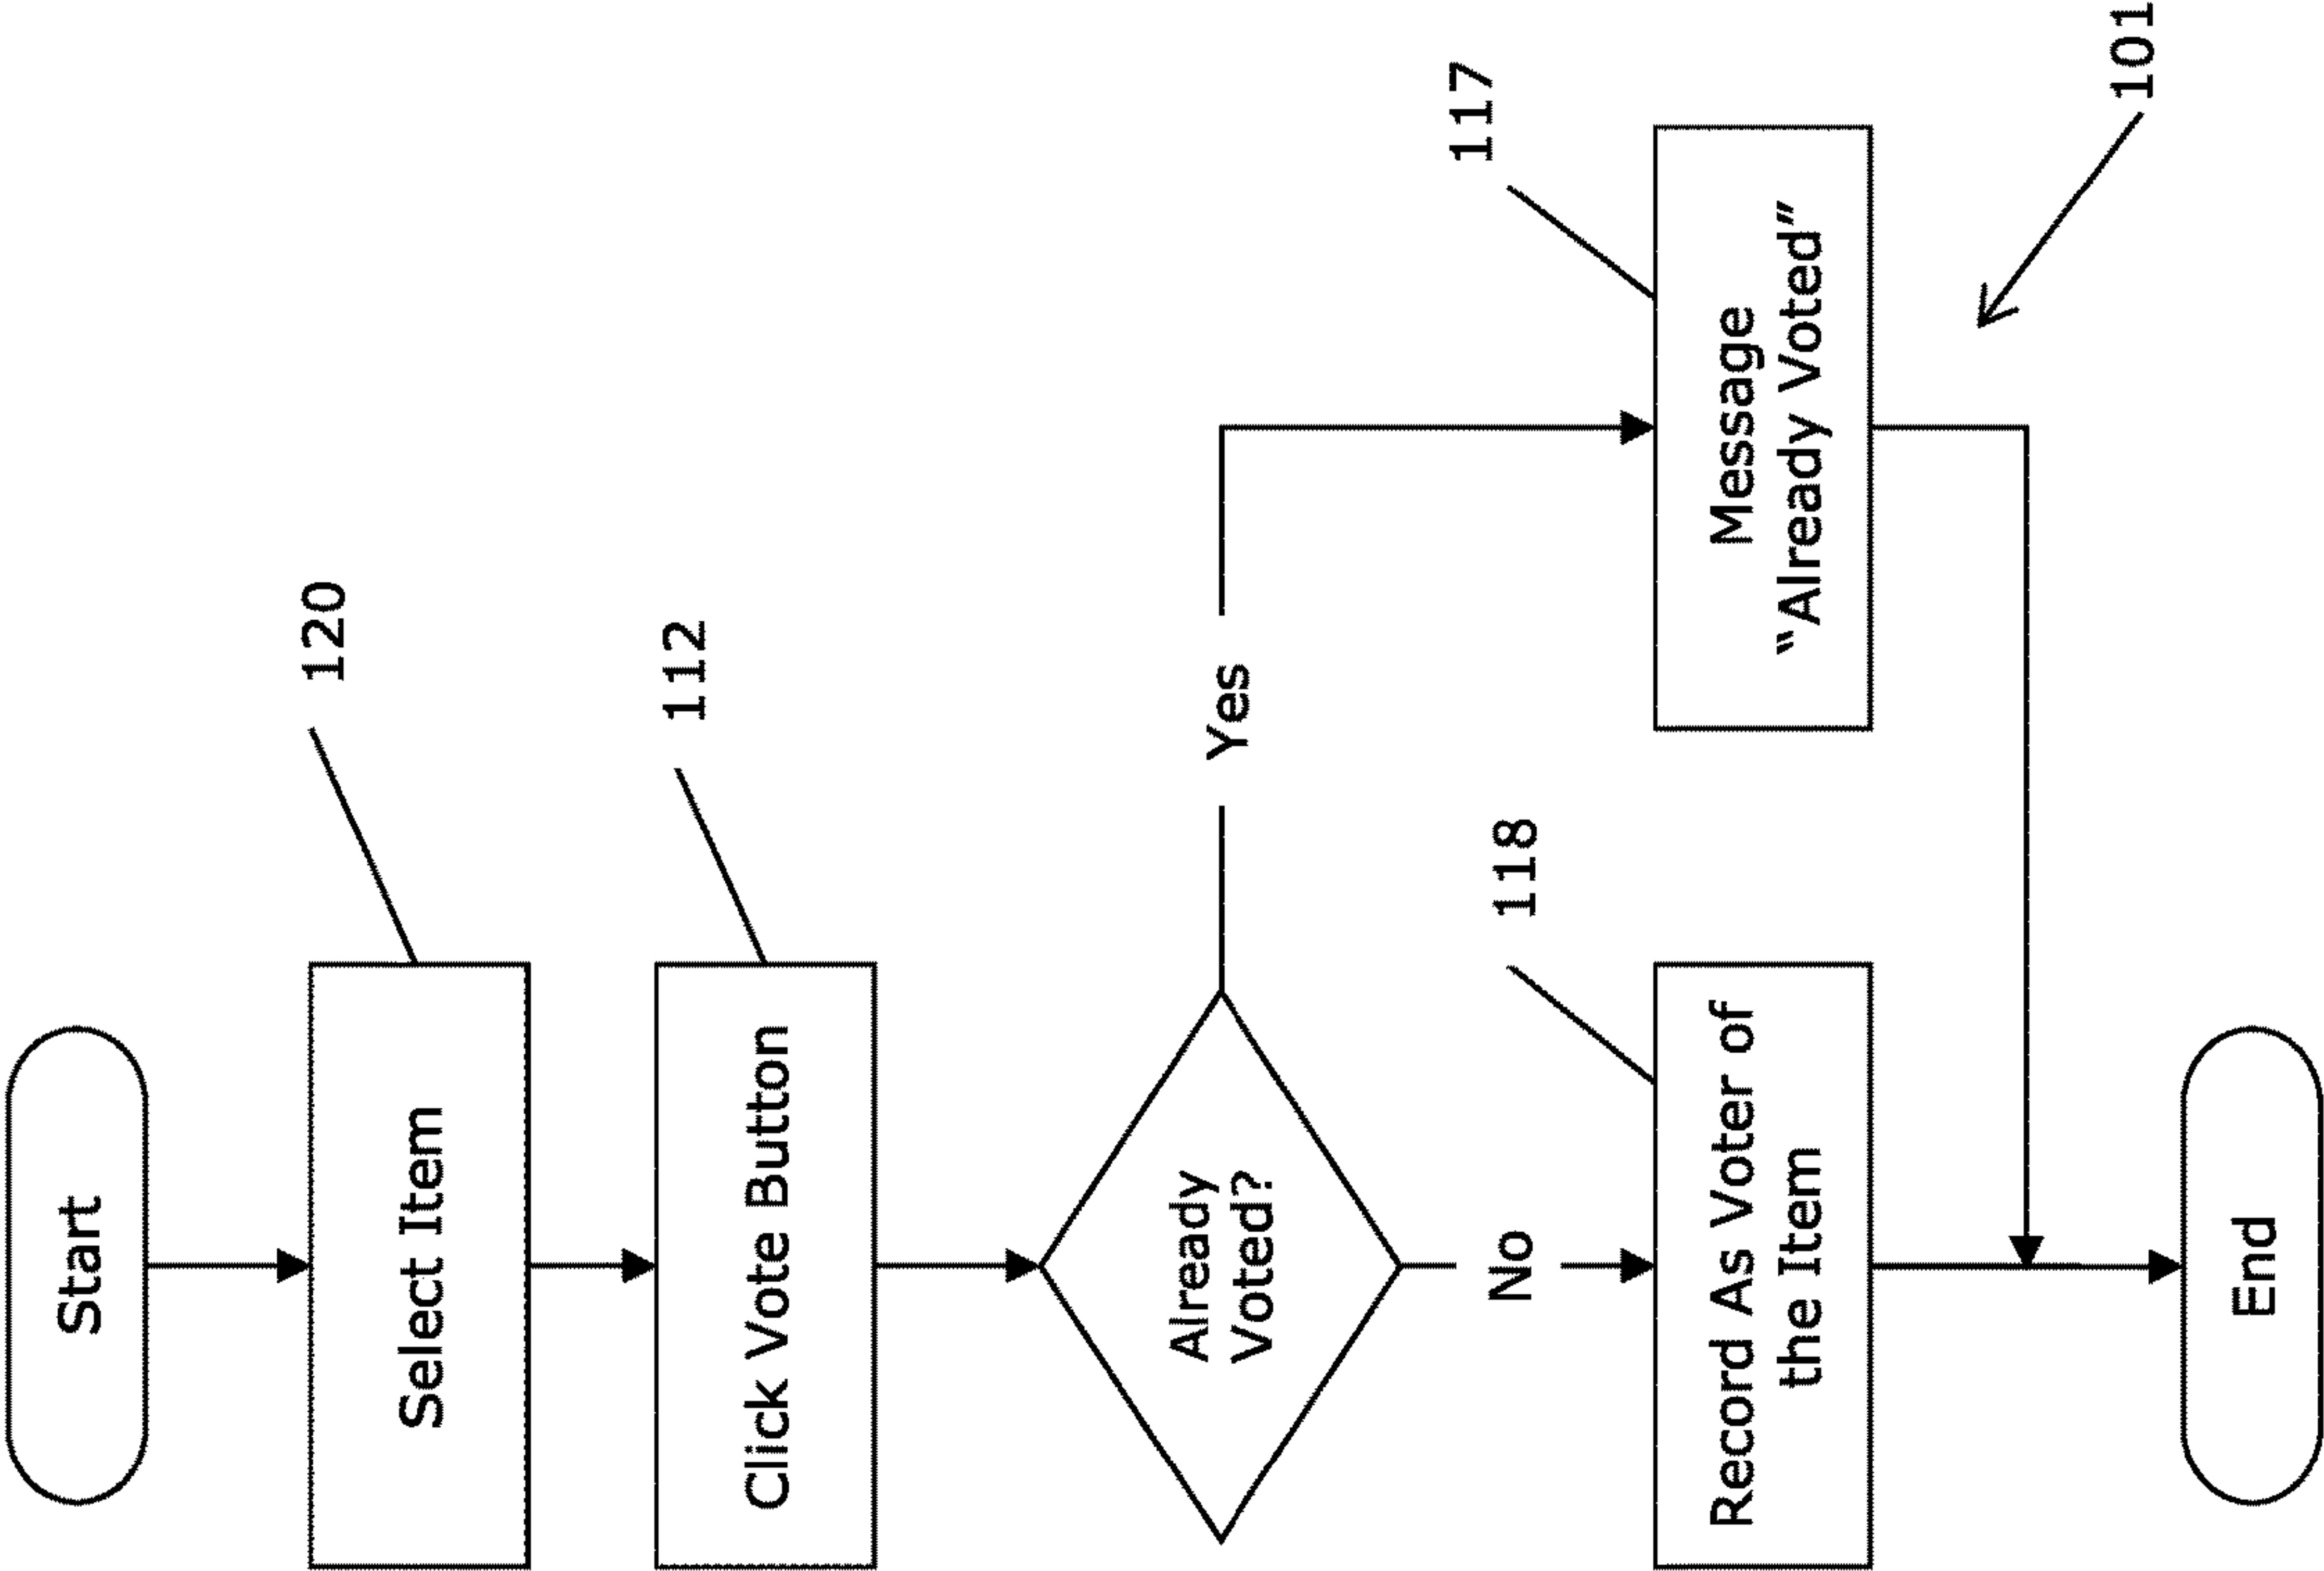 Start
120
Select Item
112
Click Vote Button
Already
Voted?
Yes
No
118
Record As Voter of
the Item
117
Message
“Already Voted”
101
End